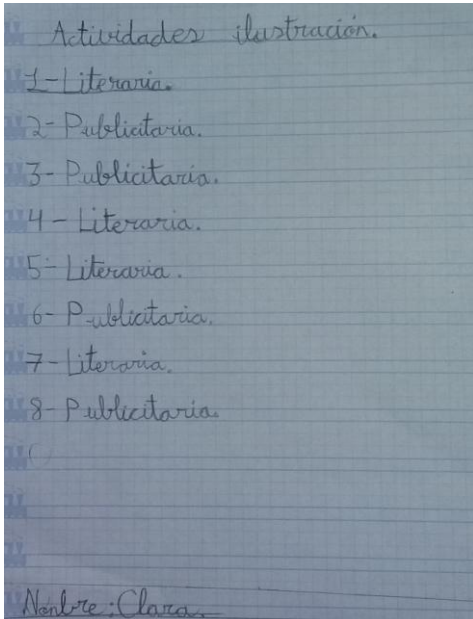 Actividades ilustración.
1-Literaria.
2-Publicitaria.
3-Publicitaria.
4-Literaria.
5-Literaria.
6-Publicitaria.
7-Literaria.
8-Publicitaria.
Nonbre: Clara.